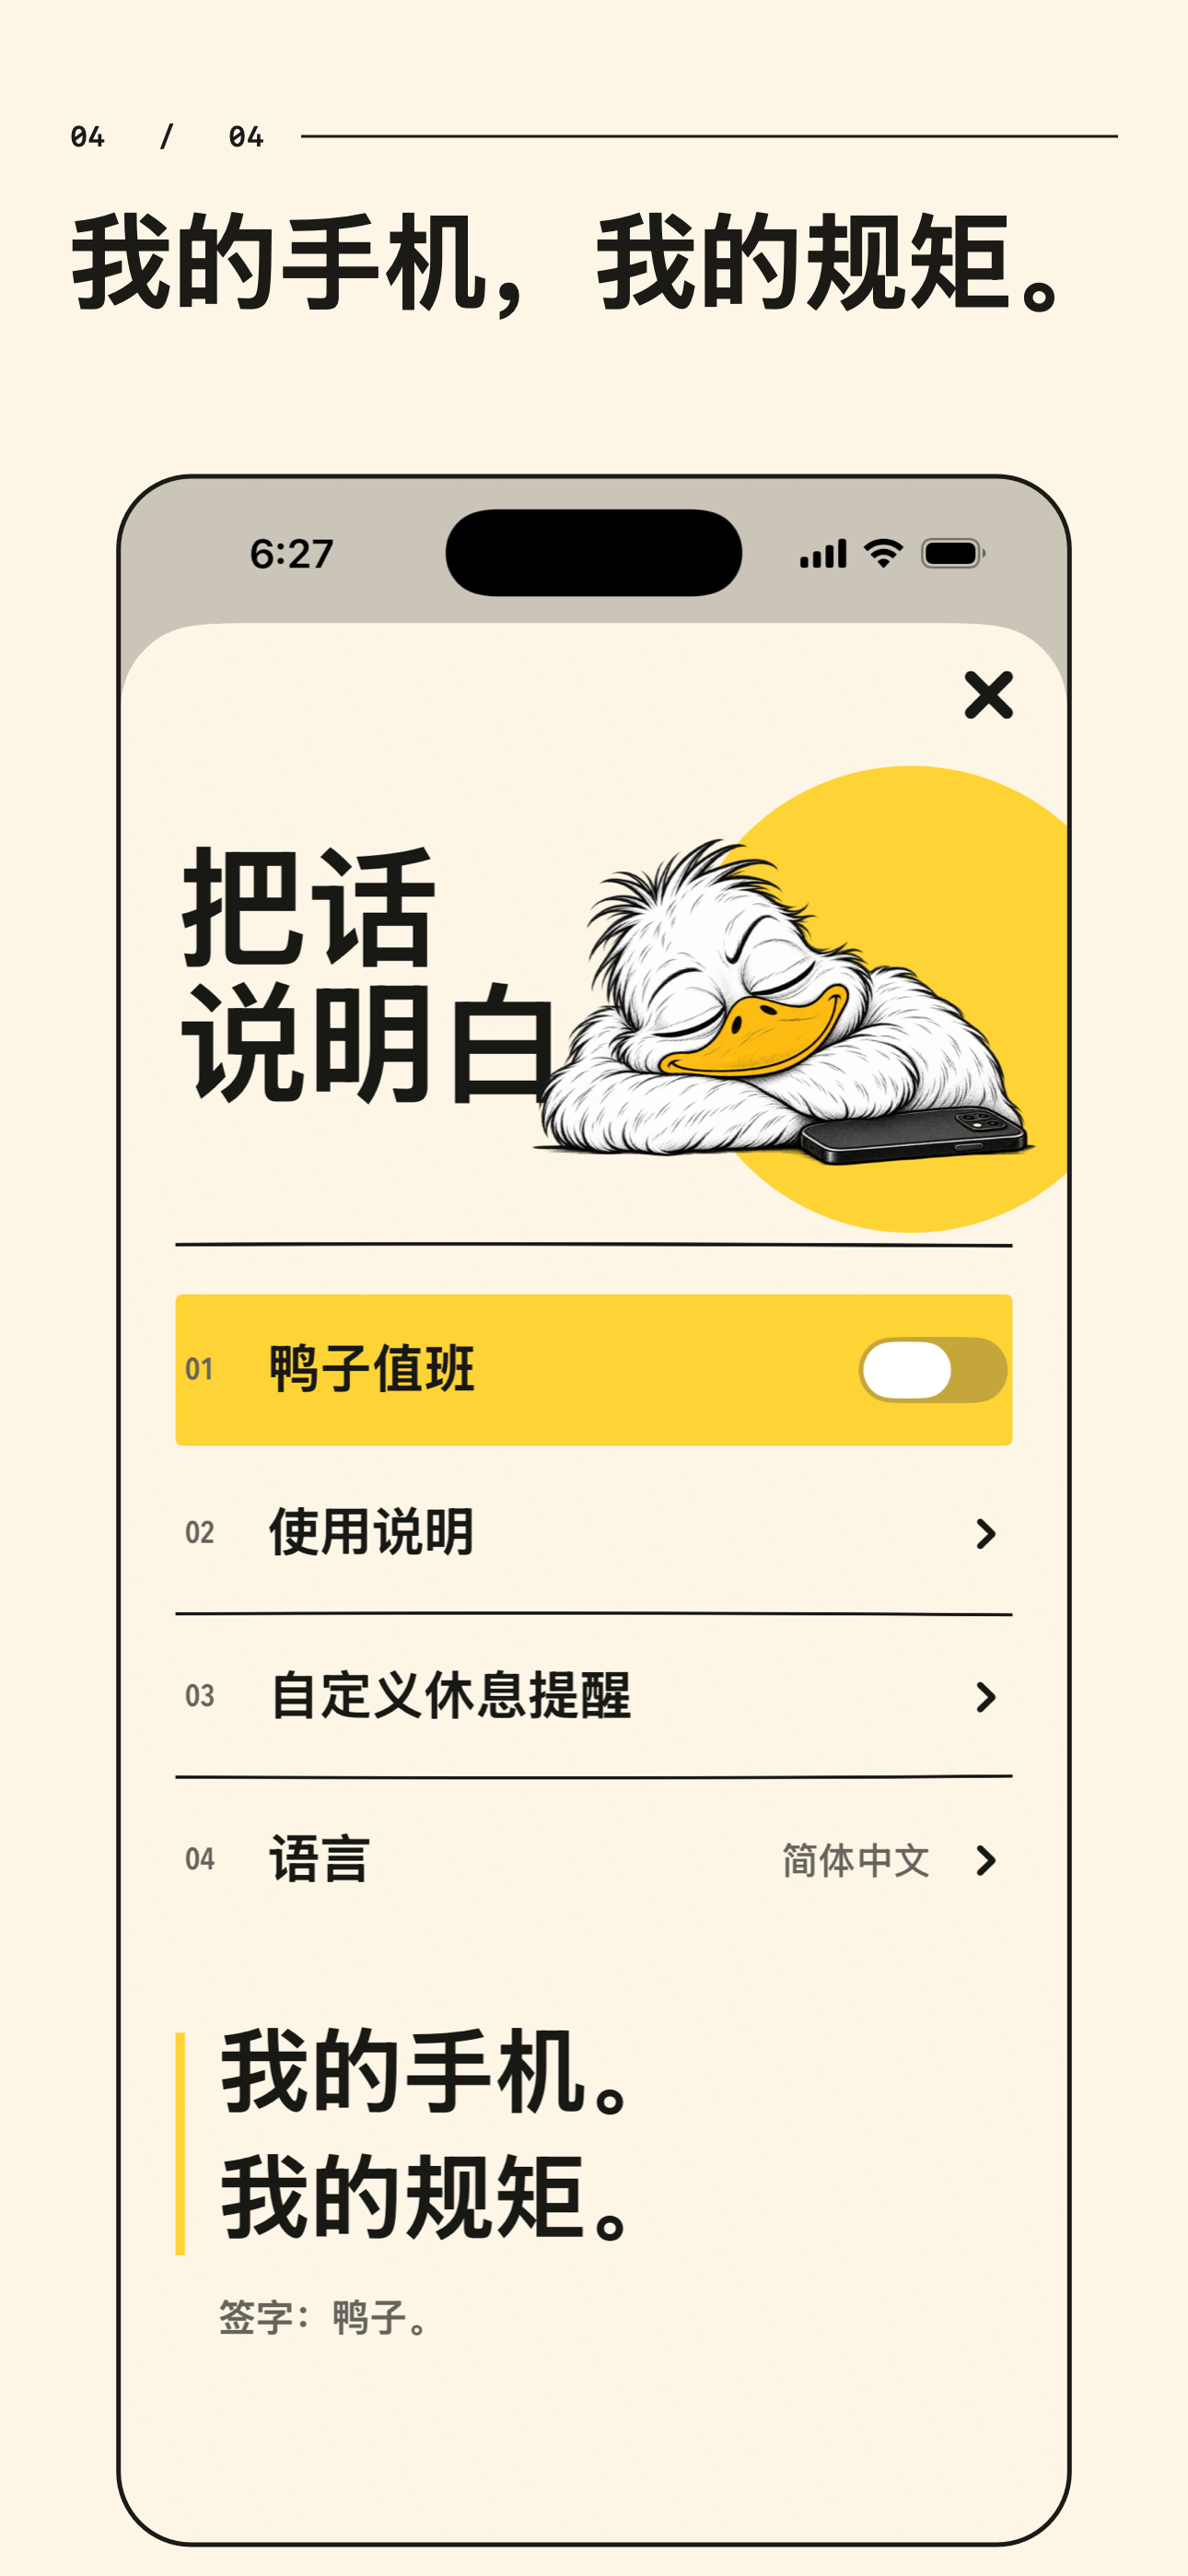 04 / 04
我的手机，我的规矩。
6:27
把话
说明白
01 鸭子值班
02 使用说明
03 自定义休息提醒
04 语言 简体中文
我的手机。
我的规矩。
签字：鸭子。